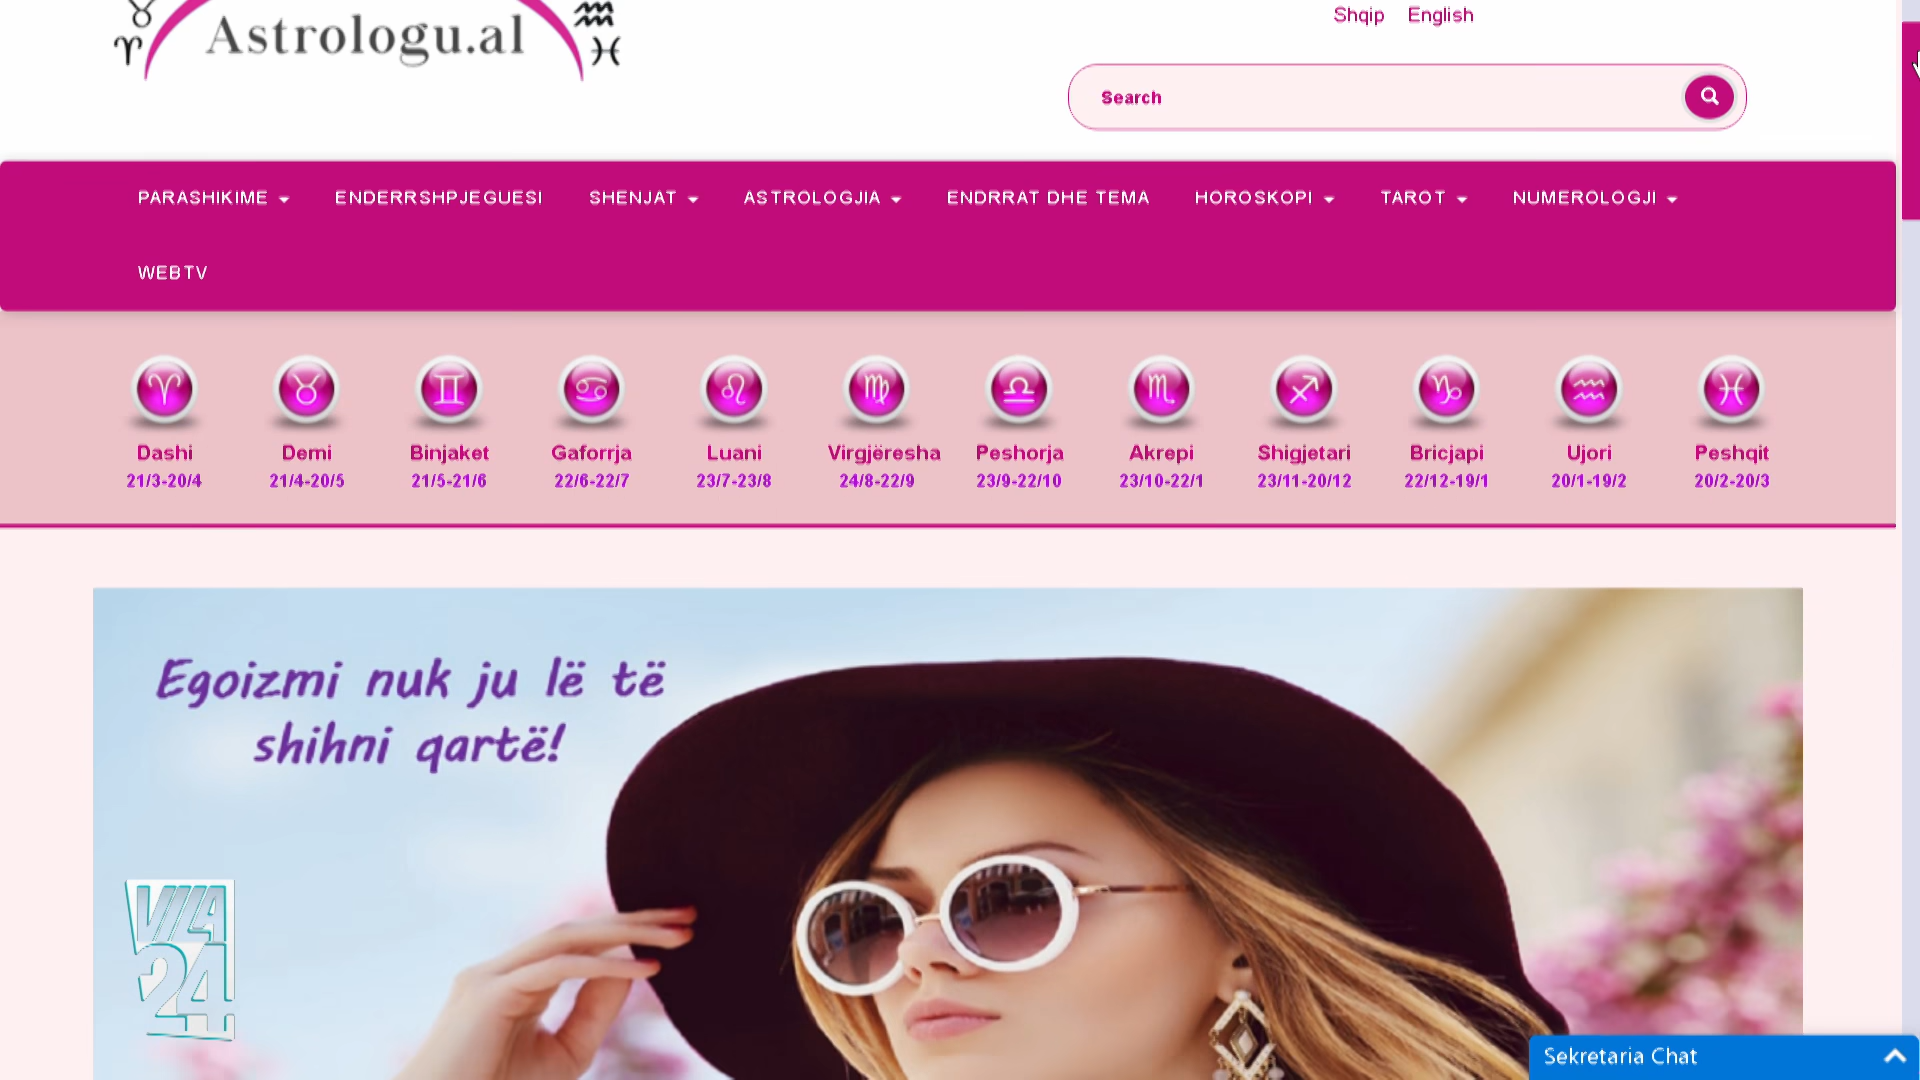 Astrologu.al
Shqip English
Search
PARASHIKIME ENDERRSHPJEGUESI SHENJAT ASTROLOGJIA ENDRRAT DHE TEMA HOROSKOPI TAROT NUMEROLOGJI
WEBTV
Dashi Demi Binjaket Gaforrja Luani Virgjëresha Peshorja Akrepi Shigjetari Bricjapi Ujori Peshqit
21/3-20/4 21/4-20/5 21/5-21/6 22/6-22/7 23/7-23/8 24/8-22/9 23/9-22/10 23/10-22/1 23/11-20/12 22/12-19/1 20/1-19/2 20/2-20/3
Egoizmi nuk ju lë të
shihni qartë!
VILA
24
Sekretaria Chat